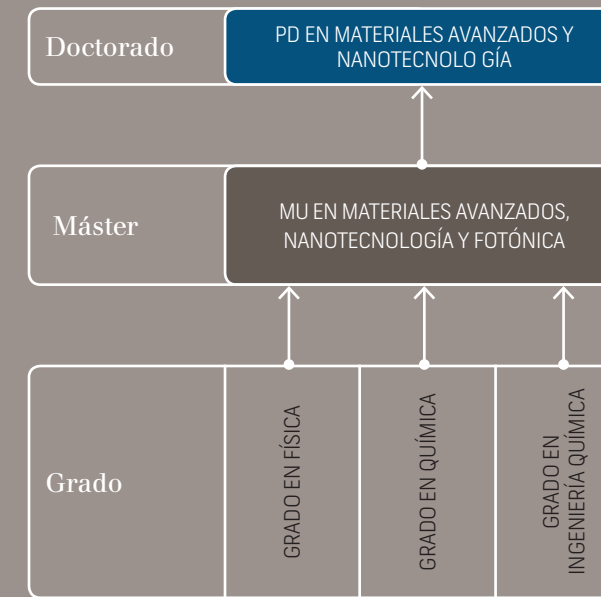 Doctorado
PD EN MATERIALES AVANZADOS Y
NANOTECNOLO GÍA
Máster
MU EN MATERIALES AVANZADOS,
NANOTECNOLOGÍA Y FOTÓNICA
Grado
GRADO EN FÍSICA
GRADO EN QUÍMICA
GRADO EN
INGENIERÍA QUÍMICA